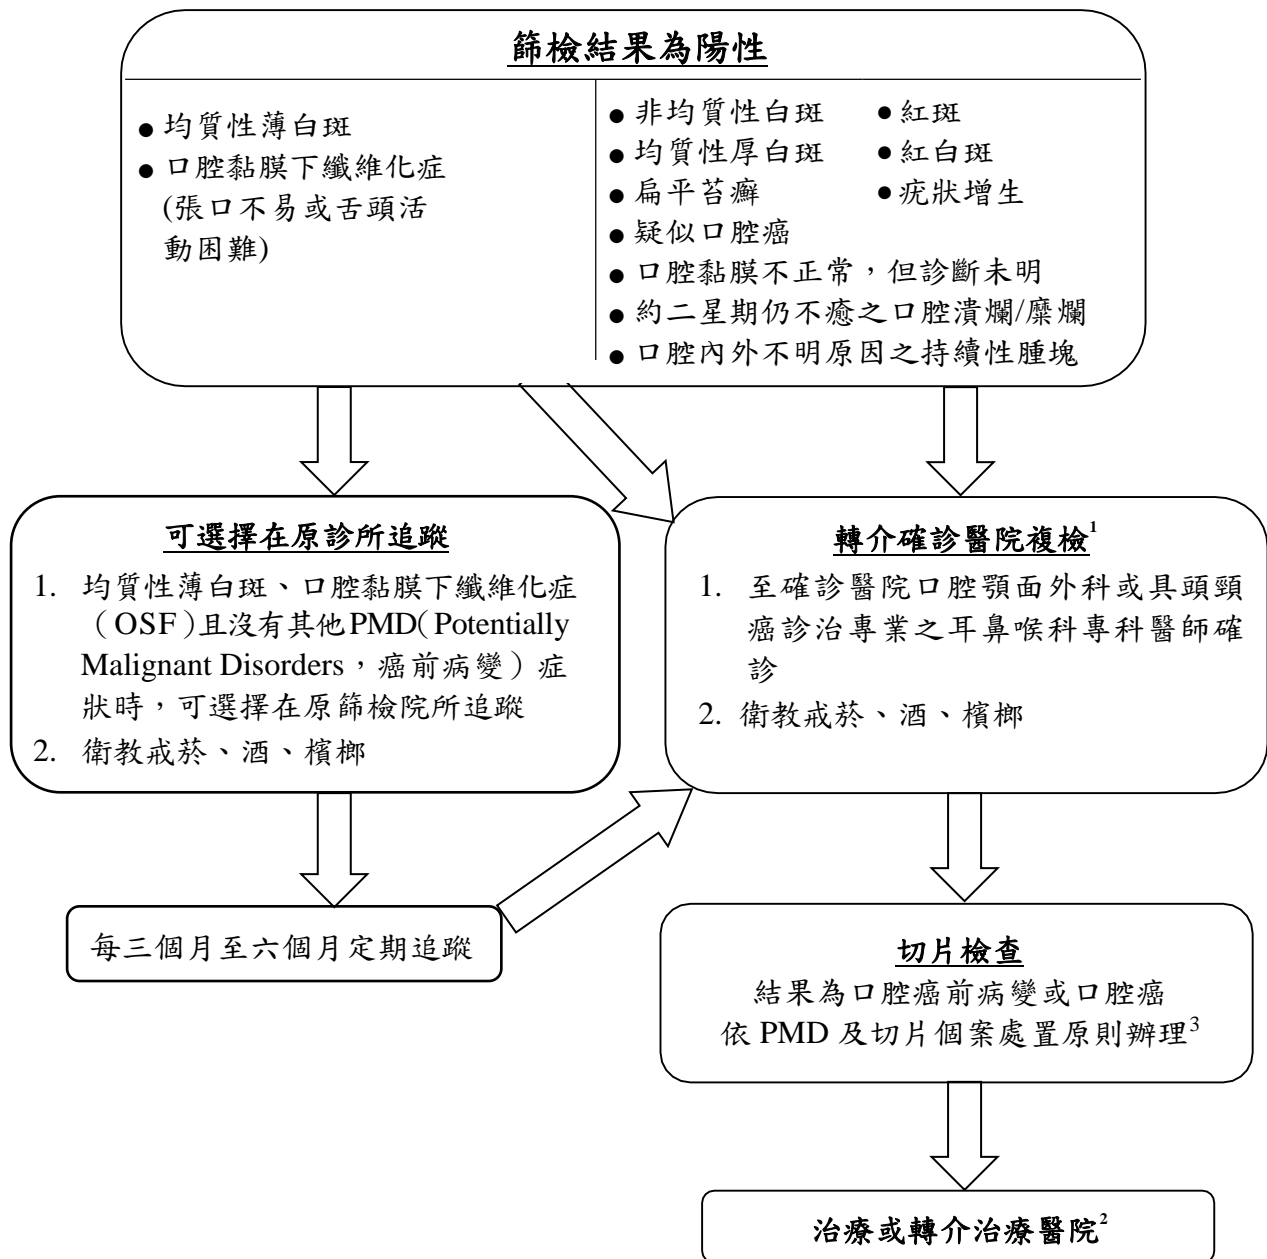 篩檢結果為陽性
● 均質性薄白斑
● 口腔黏膜下纖維化症
(張口不易或舌頭活
動困難)
● 非均質性白斑 ● 紅斑
● 均質性厚白斑 ● 紅白斑
● 扁平苔癬 ● 疣狀增生
● 疑似口腔癌
● 口腔黏膜不正常，但診斷未明
● 約二星期仍不癒之口腔潰爛/糜爛
● 口腔內外不明原因之持續性腫塊
可選擇在原診所追蹤
1. 均質性薄白斑、口腔黏膜下纖維化症
（OSF）且沒有其他PMD（Potentially
Malignant Disorders，癌前病變）症
狀時，可選擇在原篩檢院所追蹤
2. 衛教戒菸、酒、檳榔
轉介確診醫院複檢1
1. 至確診醫院口腔顎面外科或具頭頸
癌診治專業之耳鼻喉科專科醫師確
診
2. 衛教戒菸、酒、檳榔
每三個月至六個月定期追蹤
切片檢查
結果為口腔癌前病變或口腔癌
依 PMD 及切片個案處置原則辦理3
治療或轉介治療醫院2